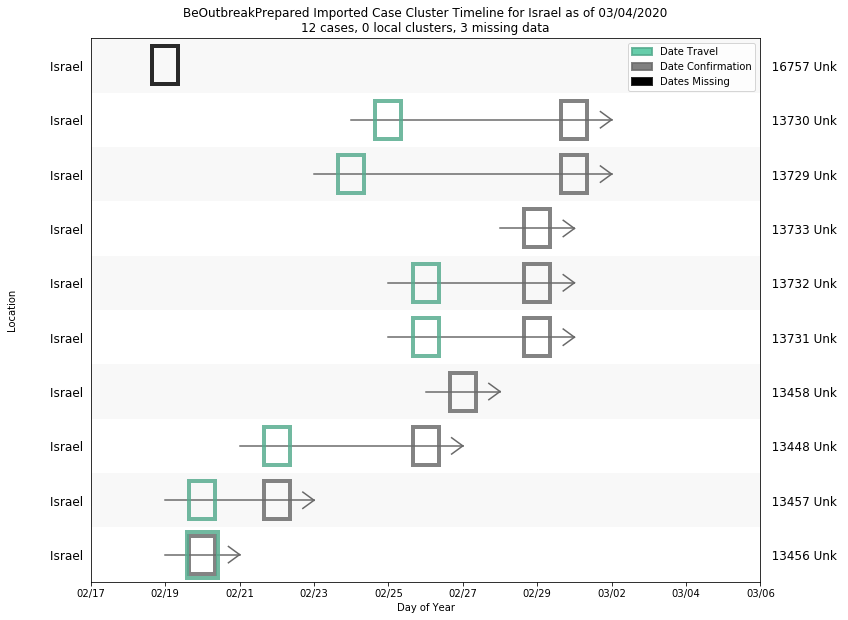 BeOutbreakPrepared Imported Case Cluster Timeline for Israel as of 03/04/2020
12 cases, 0 local clusters, 3 missing data
Date Travel
Date Confirmation
Dates Missing
Israel 16757 Unk
Israel 13730 Unk
Israel 13729 Unk
Israel 13733 Unk
Israel 13732 Unk
Israel 13731 Unk
Israel 13458 Unk
Israel 13448 Unk
Israel 13457 Unk
Israel 13456 Unk
Location
02/17 02/19 02/21 02/23 02/25 02/27 02/29 03/02 03/04 03/06
Day of Year